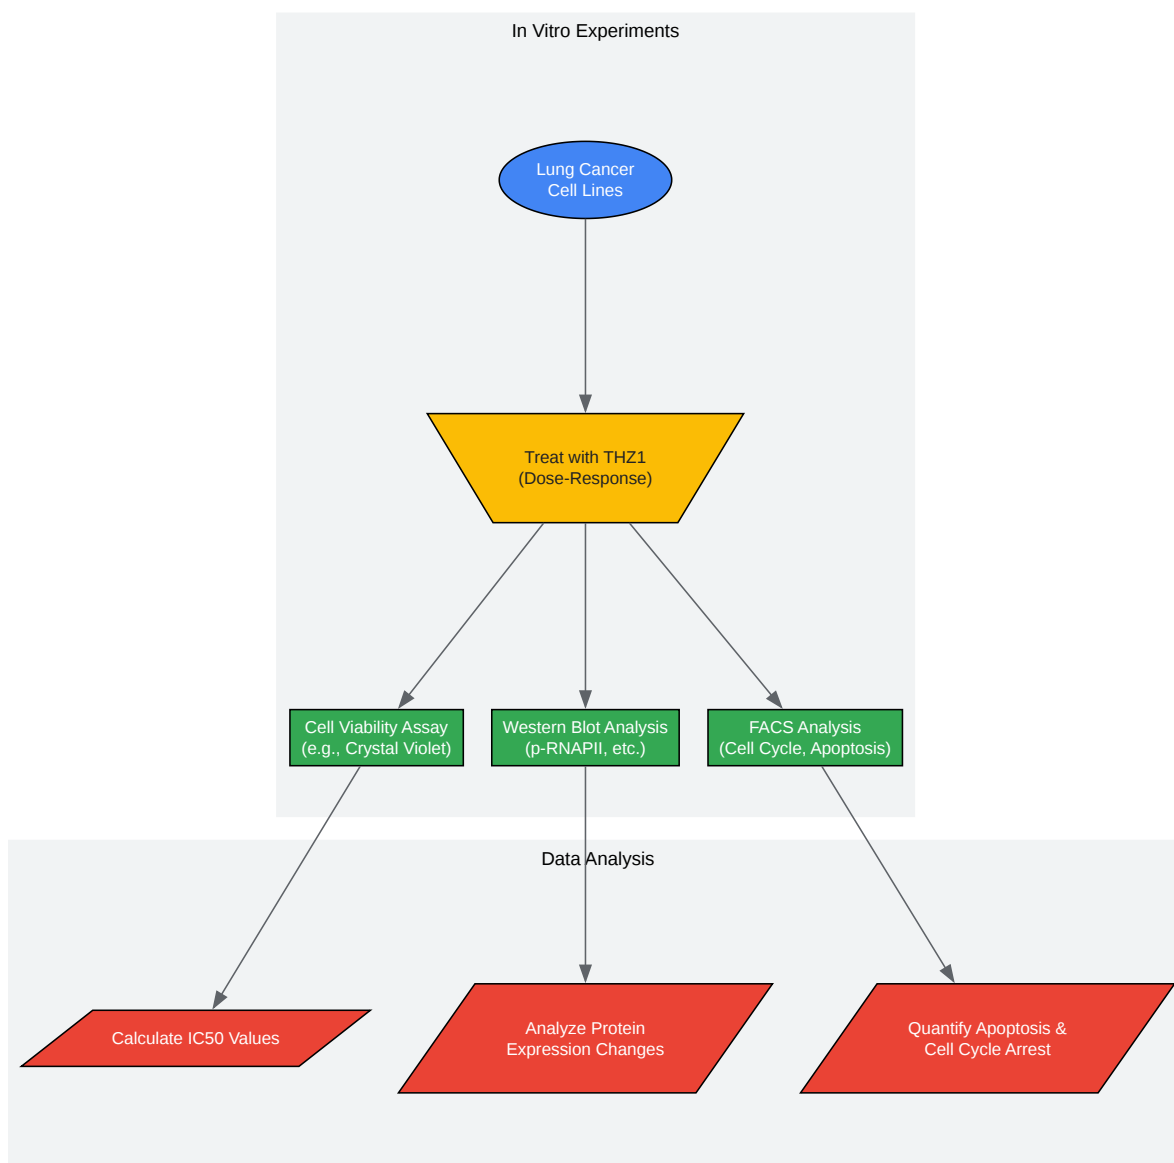 In Vitro Experiments
Lung Cancer
Cell Lines
Treat with THZ1
(Dose-Response)
Cell Viability Assay
(e.g., Crystal Violet)
Western Blot Analysis
(p-RNAPII, etc.)
FACS Analysis
(Cell Cycle, Apoptosis)
Data Analysis
Calculate IC50 Values
Analyze Protein
Expression Changes
Quantify Apoptosis &
Cell Cycle Arrest